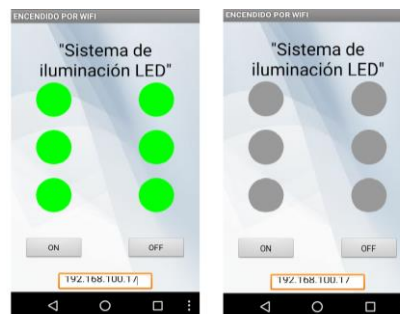 ENCENDIDO POR WIFI
"Sistema de
iluminación LED"
ON OFF
192.168.100.17
ENCENDIDO POR WIFI
"Sistema de
iluminación LED"
ON OFF
192.168.100.17